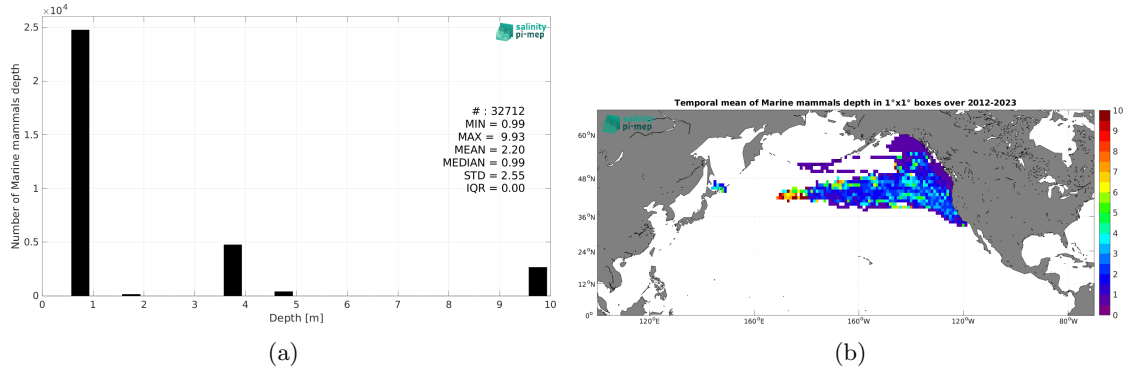 ×10⁴
2.5
2
1.5
1
0.5
0
0 1 2 3 4 5 6 7 8 9 10
Number of Marine mammals depth
Depth [m]
salinity
pi-mep
# : 32712
MIN = 0.99
MAX = 9.93
MEAN = 2.20
MEDIAN = 0.99
STD = 2.55
IQR = 0.00
(a)
Temporal mean of Marine mammals depth in 1°x1° boxes over 2012-2023
salinity
pi-mep
60°N
48°N
36°N
24°N
12°N
0°
120°E 160°E 160°W 120°W 80°W
10
9
8
7
6
5
4
3
2
1
0
(b)